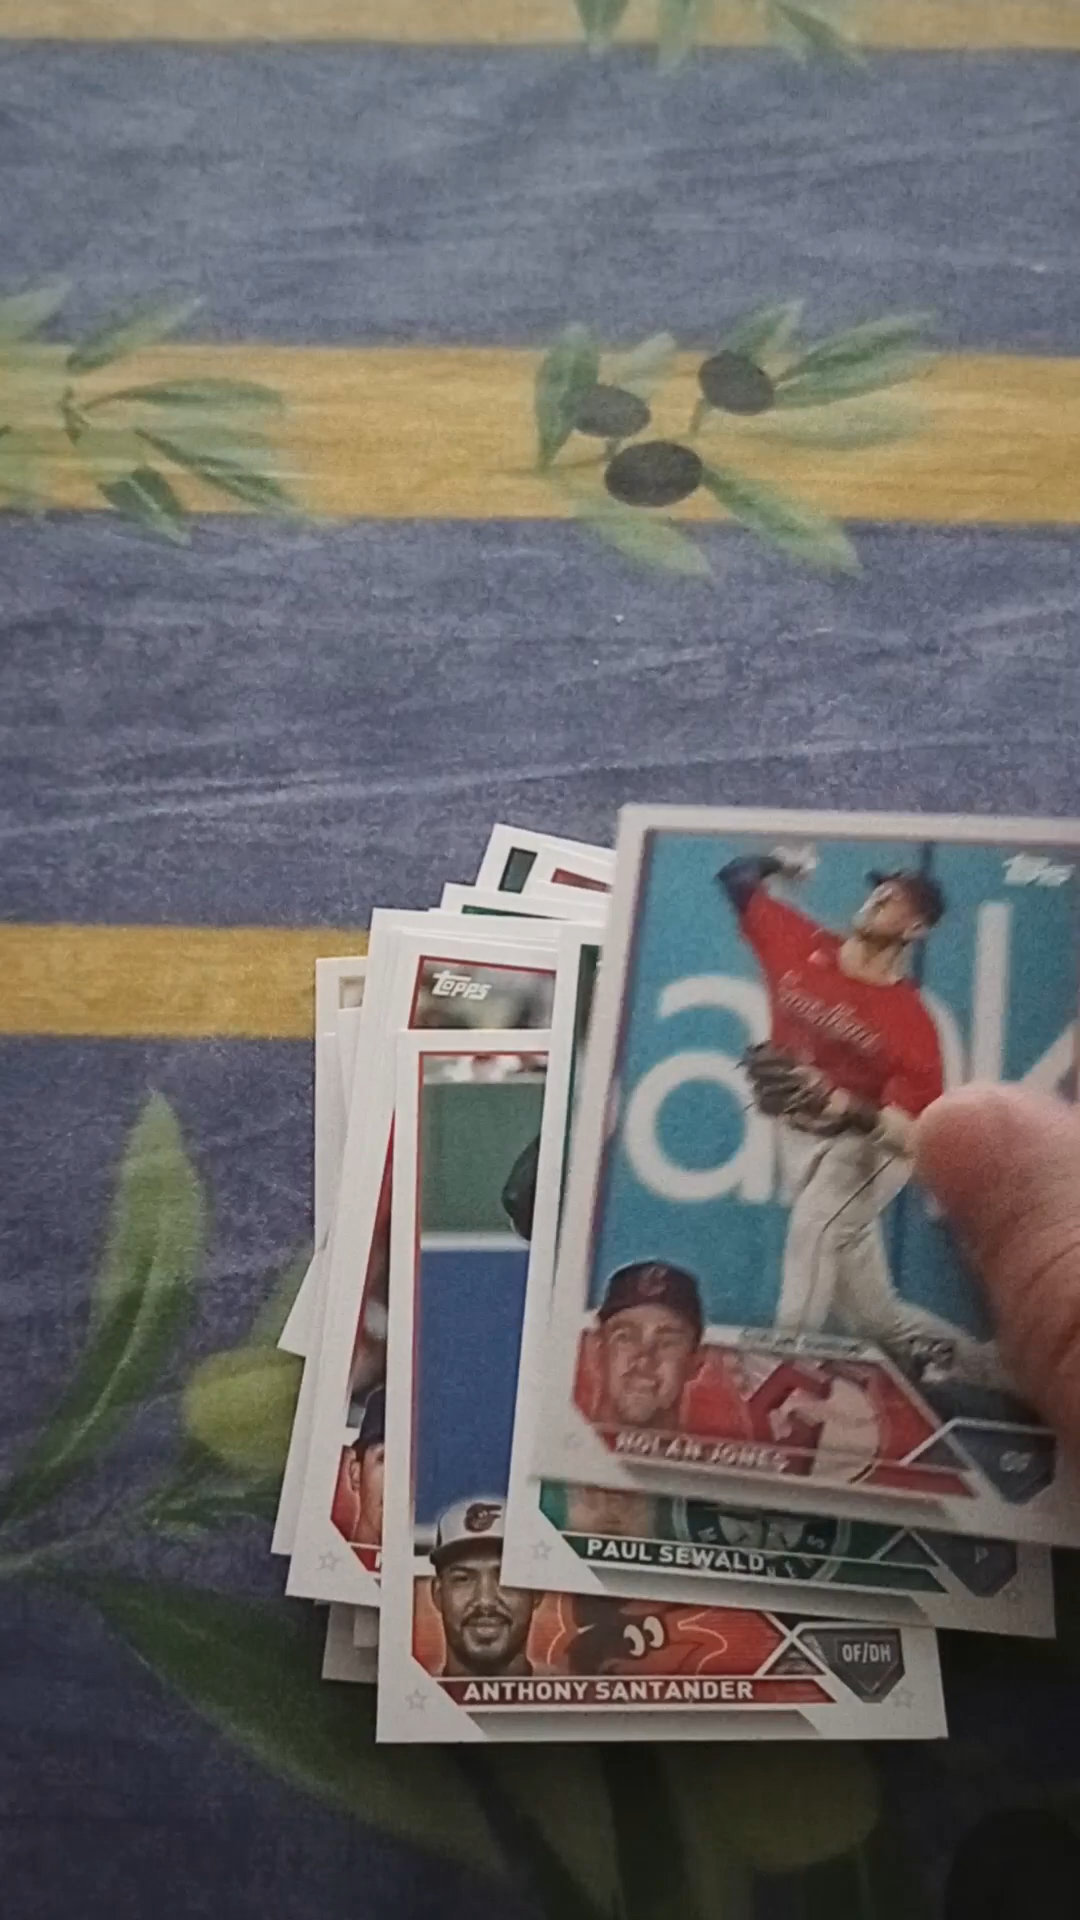 Topps
Topps
a
k
NOLAN JONES
OF
PAUL SEWALD
P
OF/DH
ANTHONY SANTANDER